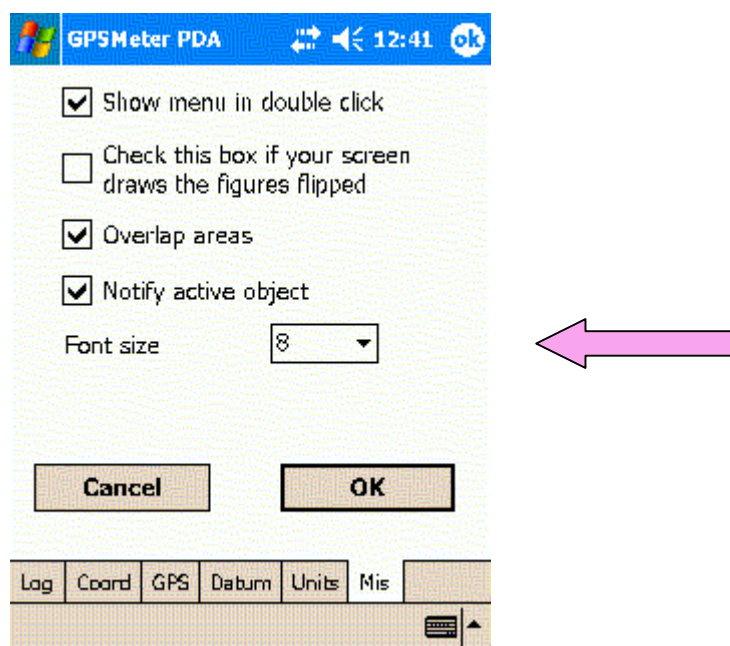 GPSMeter PDA 12:41 ok
Show menu in double click
Check this box if your screen
draws the figures flipped
Overlap areas
Notify active object
Font size 8
Cancel OK
Log Coord GPS Datum Units Mis